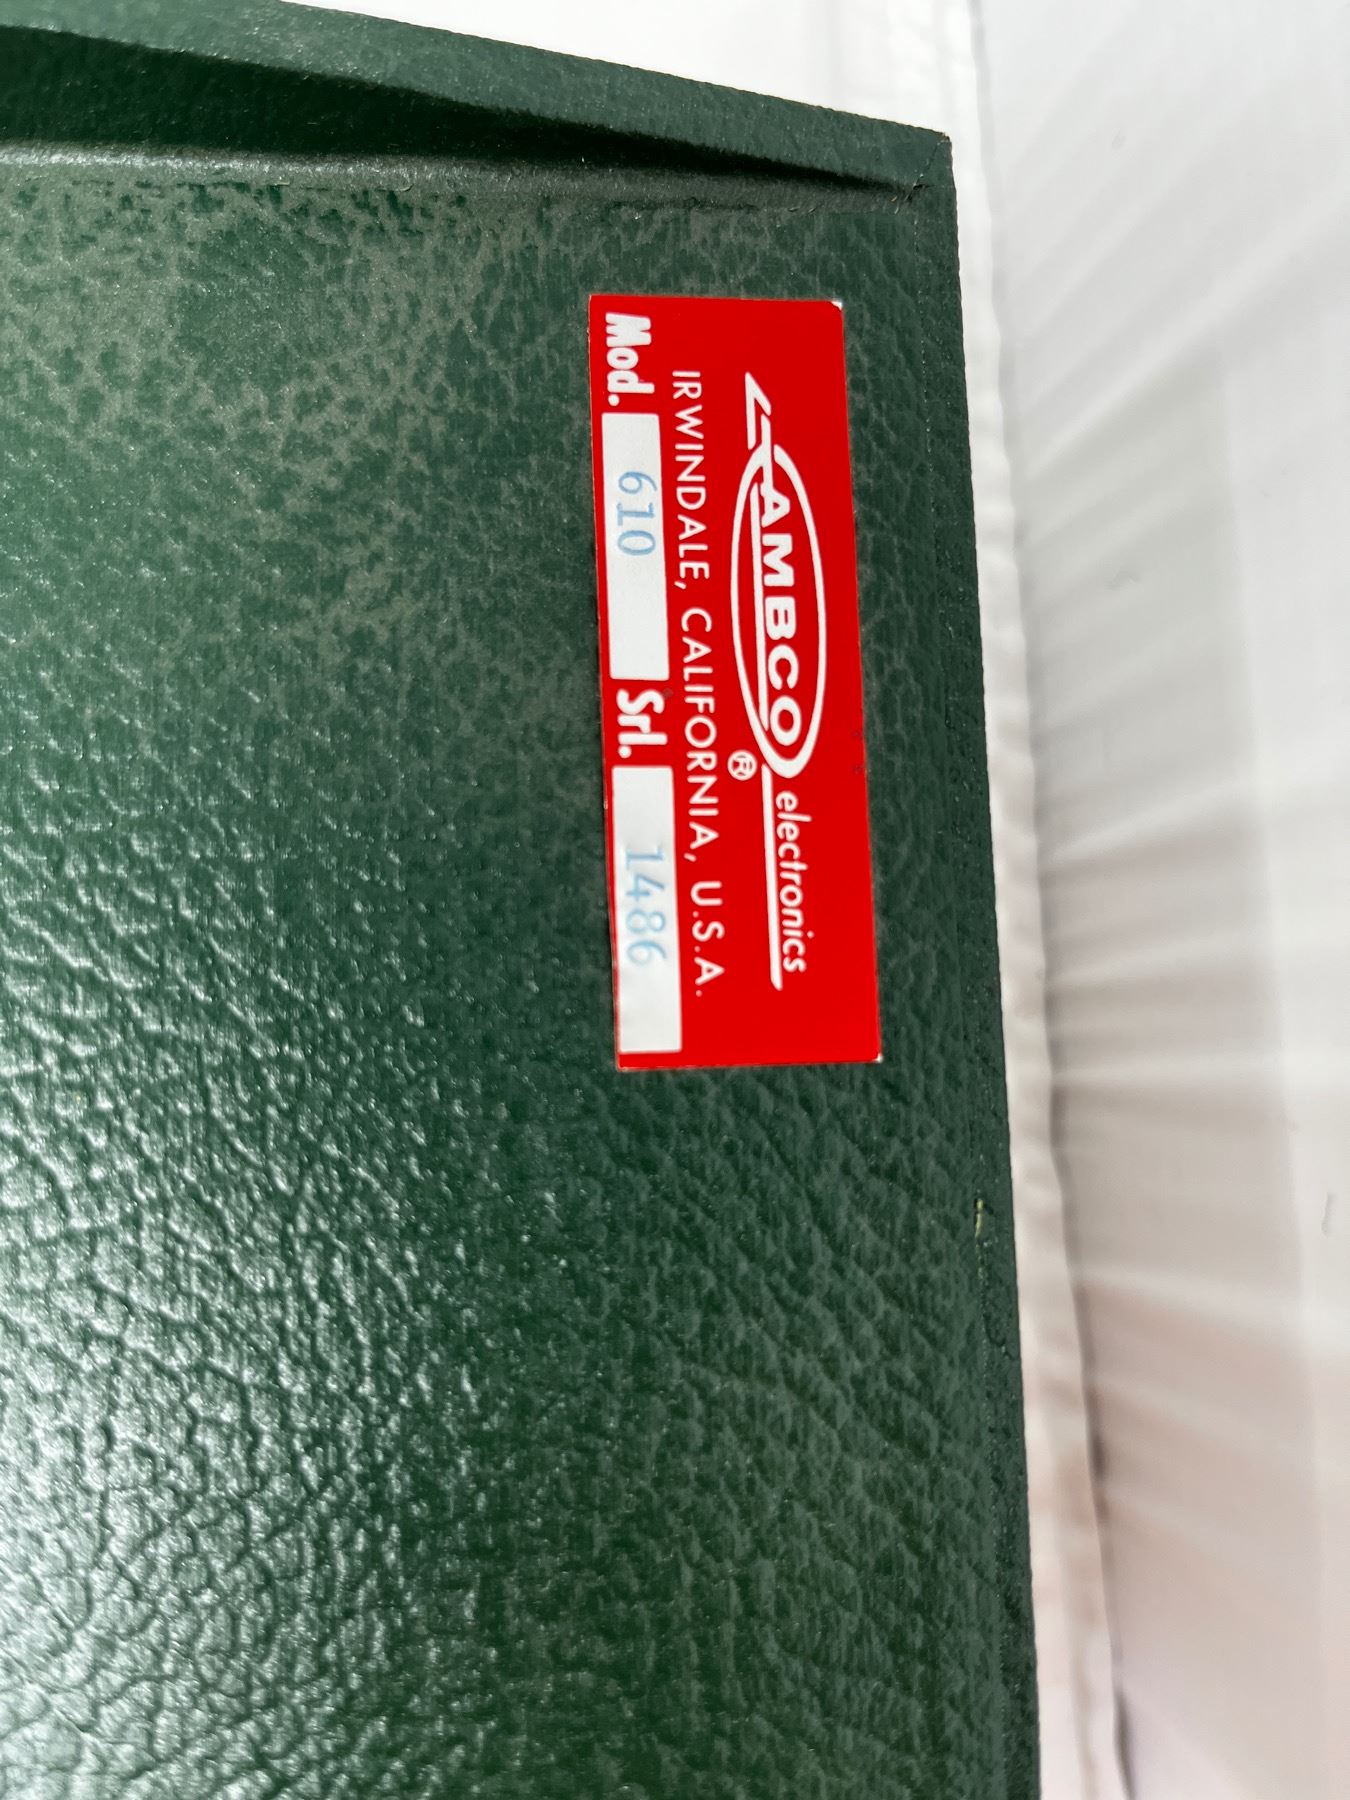 AMBCO electronics
®
IRWINDALE, CALIFORNIA, U.S.A.
Mod. 610 Srl. 1486